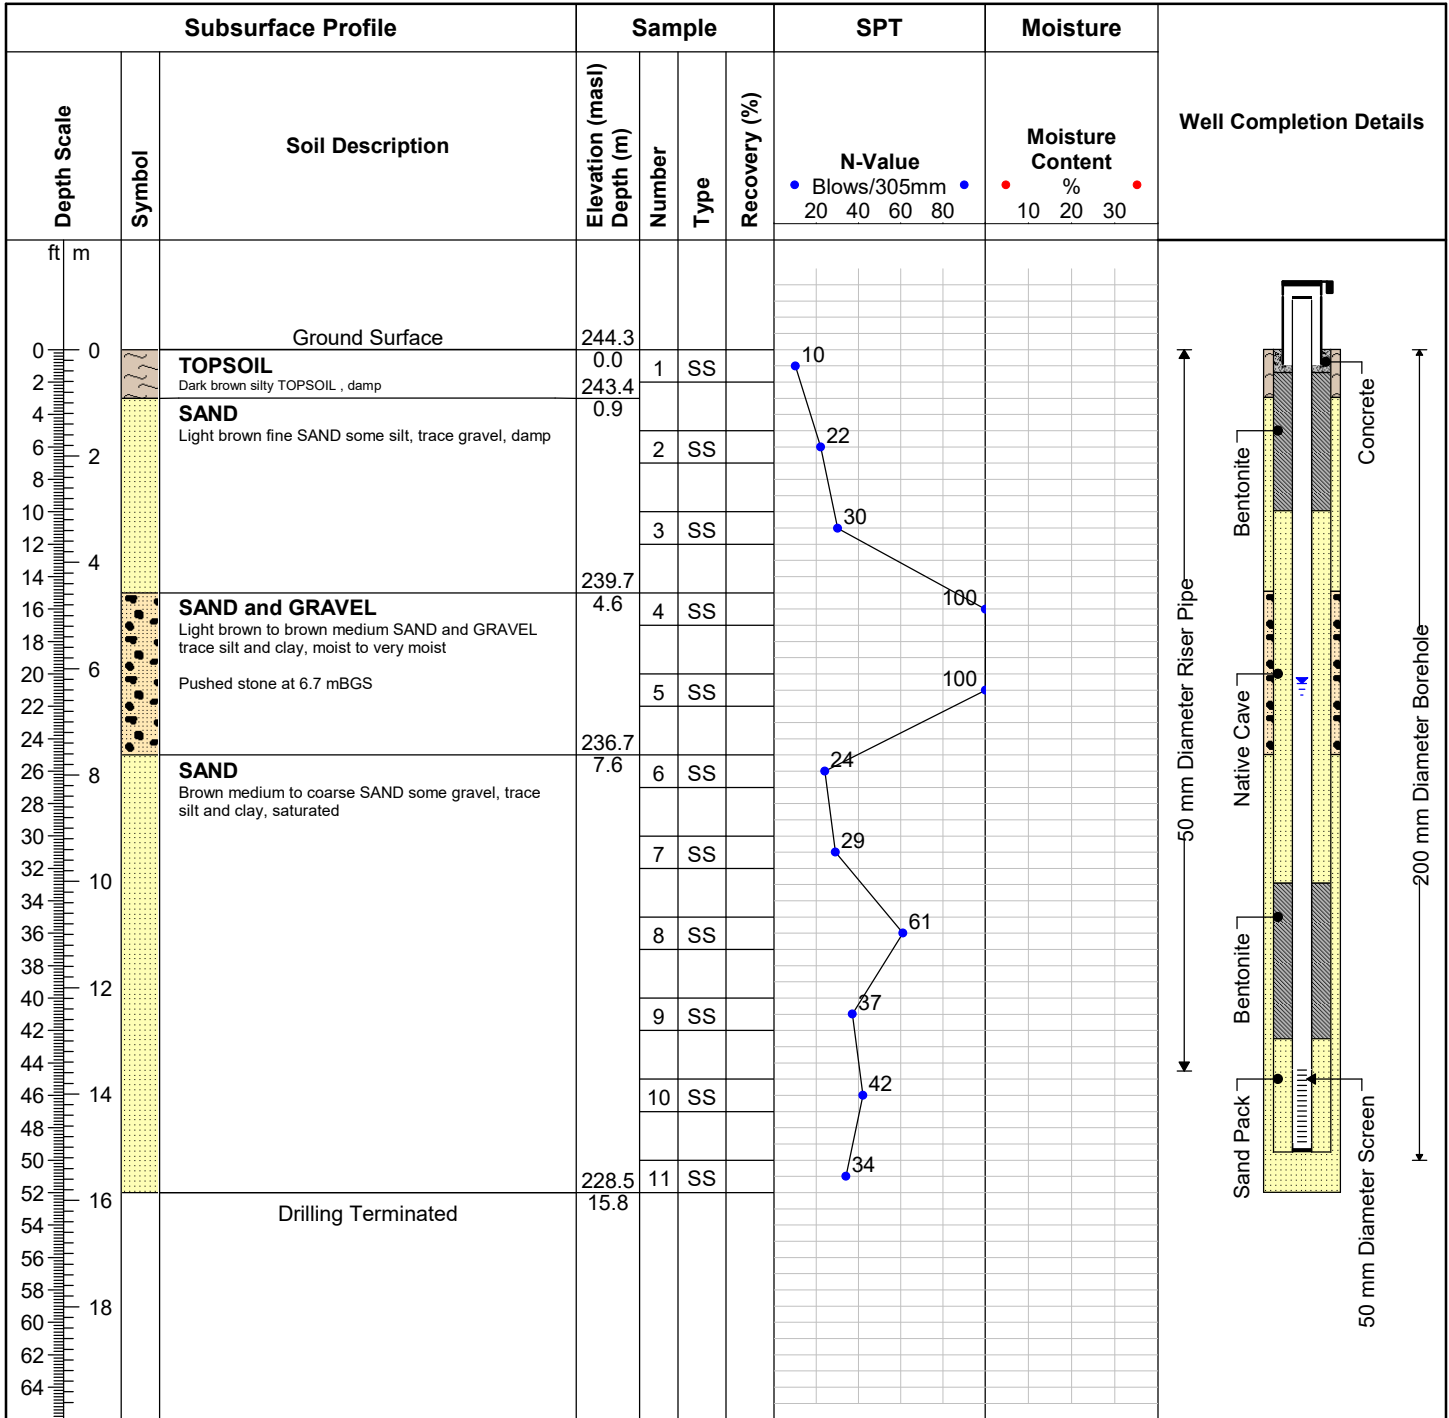 Subsurface Profile
Sample
SPT
Moisture
Well Completion Details
Depth Scale
Symbol
Soil Description
Elevation (masl)
Depth (m)
Number
Type
Recovery (%)
N-Value
Blows/305mm
20 40 60 80
Moisture
Content
%
10 20 30
ft m
Ground Surface
244.3
0.0
TOPSOIL
Dark brown silty TOPSOIL , damp
243.4
0.9
SAND
Light brown fine SAND some silt, trace gravel, damp
239.7
4.6
SAND and GRAVEL
Light brown to brown medium SAND and GRAVEL
trace silt and clay, moist to very moist
Pushed stone at 6.7 mBGS
236.7
7.6
SAND
Brown medium to coarse SAND some gravel, trace
silt and clay, saturated
228.5
15.8
Drilling Terminated
0
2
4
6
8
10
12
14
16
18
20
22
24
26
28
30
32
34
36
38
40
42
44
46
48
50
52
54
56
58
60
62
64
0
2
4
6
8
10
12
14
16
18
1 SS
2 SS
3 SS
4 SS
5 SS
6 SS
7 SS
8 SS
9 SS
10 SS
11 SS
10
22
30
100
100
24
29
61
37
42
34
50 mm Diameter Riser Pipe
Bentonite
Native Cave
Bentonite
Sand Pack
Concrete
50 mm Diameter Screen
200 mm Diameter Borehole